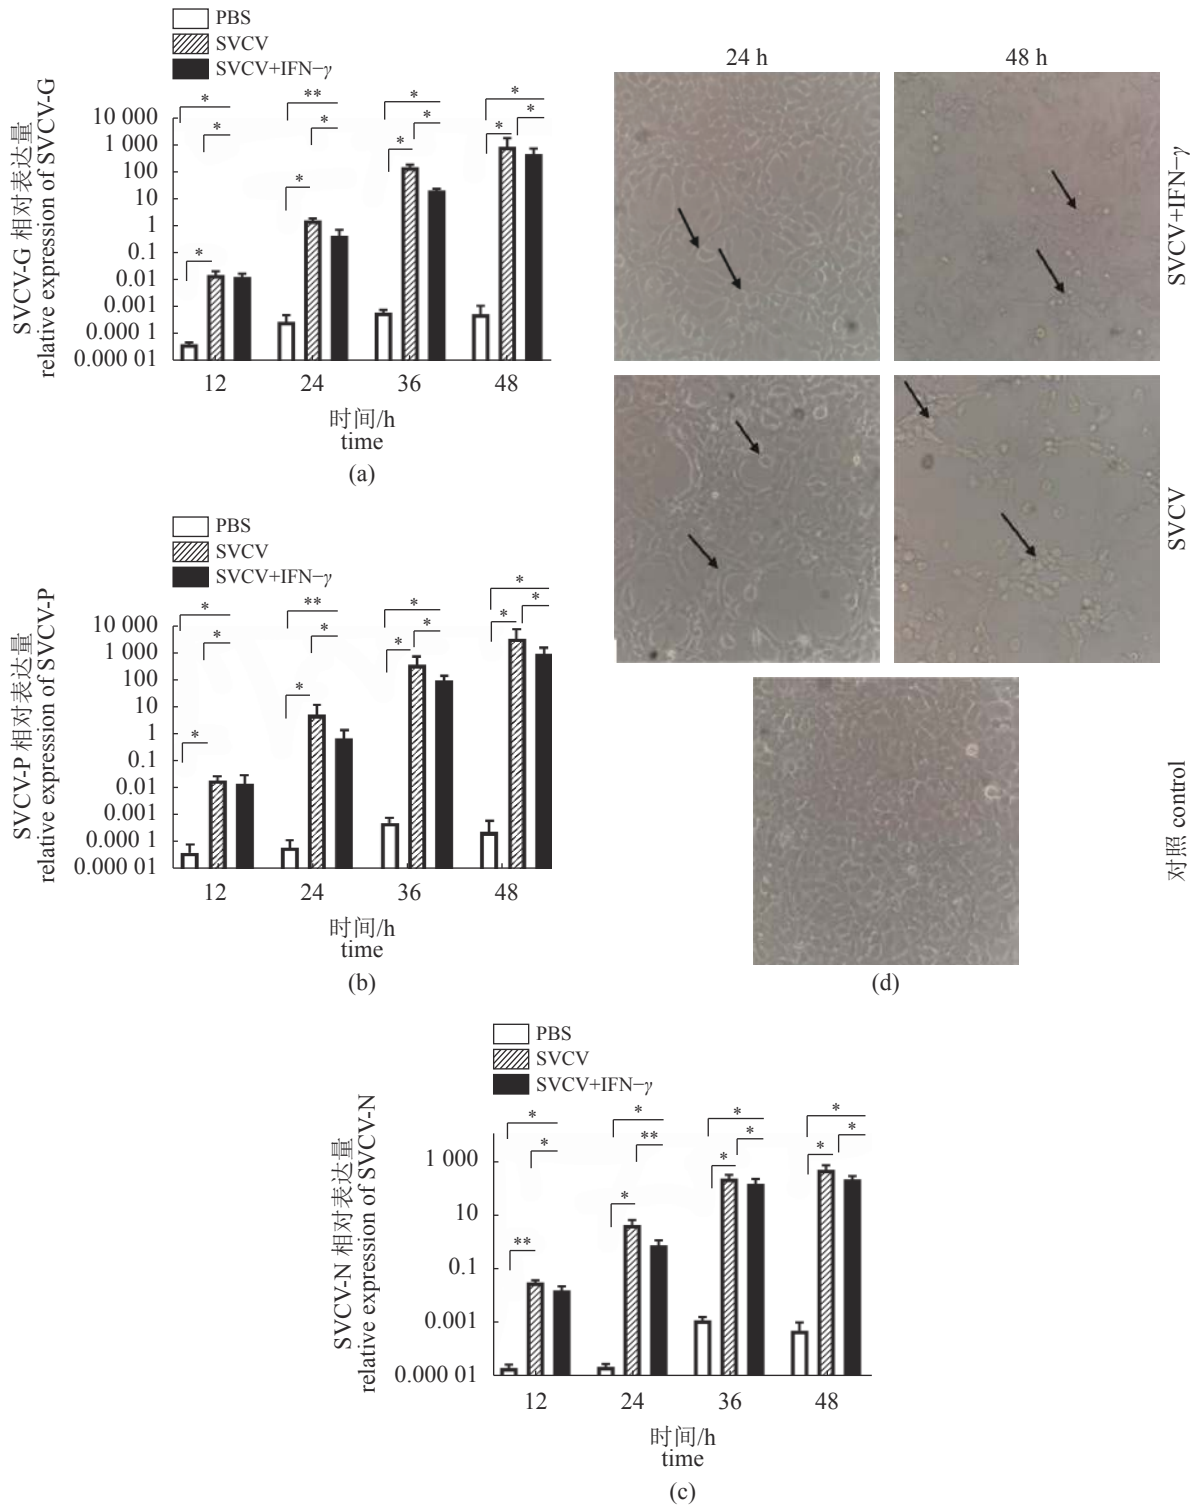 PBS
SVCV
SVCV+IFN−γ
SVCV-G 相对表达量
relative expression of SVCV-G
10 000
1 000
100
10
1
0.1
0.01
0.001
0.000 1
0.000 01
* * * ** * * * * * * * *
12 24 36 48
时间/h
time
(a)
PBS
SVCV
SVCV+IFN−γ
SVCV-P 相对表达量
relative expression of SVCV-P
10 000
1 000
100
10
1
0.1
0.01
0.001
0.000 1
0.000 01
* * * ** * * * * * * * *
12 24 36 48
时间/h
time
(b)
24 h 48 h
SVCV+IFN−γ
SVCV
对照 control
(d)
PBS
SVCV
SVCV+IFN−γ
SVCV-N 相对表达量
relative expression of SVCV-N
1 000
10
0.1
0.001
0.000 01
* * ** * ** * * * * * * *
12 24 36 48
时间/h
time
(c)